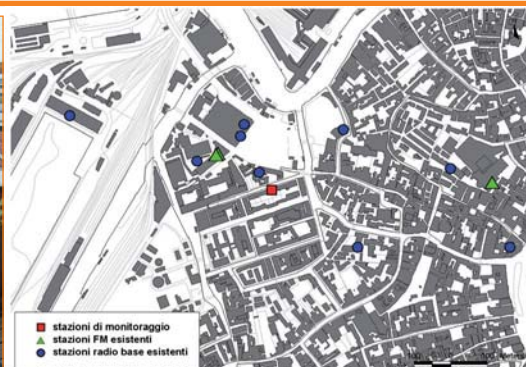 stazioni di monitoraggio
stazioni FM esistenti
stazioni radio base esistenti